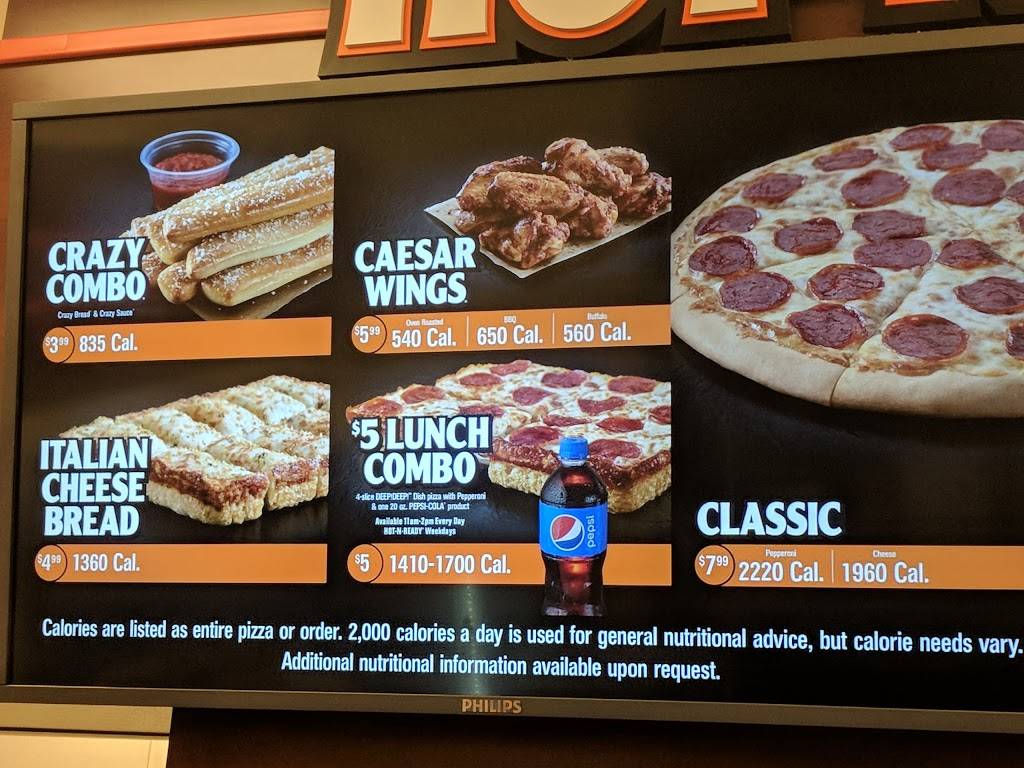 CRAZY
COMBO
Crazy Bread® & Crazy Sauce®
$3.99 835 Cal.
CAESAR
WINGS
$5.99
Oven Roasted
540 Cal.
BBQ
650 Cal.
Buffalo
560 Cal.
ITALIAN
CHEESE
BREAD
$4.99 1360 Cal.
$5 LUNCH
COMBO
4-slice DEEP!DEEP!™ Dish pizza with Pepperoni
& one 20 oz. PEPSI-COLA® product
Available 11am-2pm Every Day
HOT-N-READY® Weekdays
$5 1410-1700 Cal.
pepsi
CLASSIC
$7.99
Pepperoni
2220 Cal.
Cheese
1960 Cal.
Calories are listed as entire pizza or order. 2,000 calories a day is used for general nutritional advice, but calorie needs vary.
Additional nutritional information available upon request.
PHILIPS